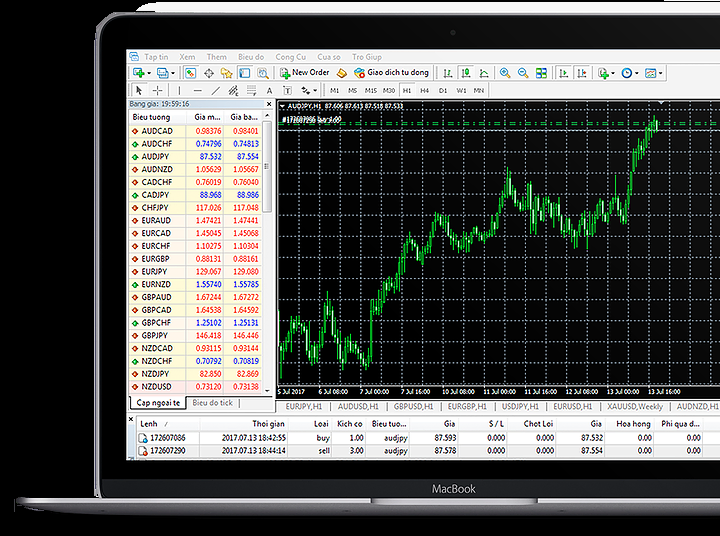 Tap tin Xem Them Bieu do Cong Cu Cua so Tro Giup
New Order Giao dich tu dong
A T M1 M5 M15 M30 H1 H4 D1 W1 MN
Bang gia: 19:59:16
Bieu tuong Gia m... Gia ba...
AUDCAD 0.98376 0.98401
AUDCHF 0.74796 0.74813
AUDJPY 87.532 87.554
AUDNZD 1.05629 1.05667
CADCHF 0.76019 0.76040
CADJPY 88.968 88.986
CHFJPY 117.026 117.048
EURAUD 1.47421 1.47441
EURCAD 1.45045 1.45068
EURCHF 1.10275 1.10304
EURGBP 0.88131 0.88161
EURJPY 129.067 129.080
EURNZD 1.55740 1.55785
GBPAUD 1.67244 1.67272
GBPCAD 1.64538 1.64592
GBPCHF 1.25102 1.25131
GBPJPY 146.418 146.446
NZDCAD 0.93115 0.93144
NZDCHF 0.70792 0.70819
NZDJPY 82.850 82.869
NZDUSD 0.73120 0.73138
Cap ngoai te Bieu do tick
AUDJPY,H1 87.606 87.613 87.518 87.533
5 Jul 2017 6 Jul 08:00 7 Jul 00:00 7 Jul 16:00 10 Jul 08:00 11 Jul 00:00 11 Jul 16:00 12 Jul 08:00 13 Jul 00:00 13 Jul 16:00
EURJPY,H1 AUDUSD,H1 GBPUSD,H1 EURGBP,H1 USDJPY,H1 EURUSD,H1 XAUUSD,Weekly AUDNZD,H1
Lenh Thoi gian Loai Kich co Bieu tuo... Gia S / L Chot Loi Gia Hoa hong Phi qua d...
172607086 2017.07.13 18:42:55 buy 1.00 audjpy 87.593 0.000 0.000 87.532 0.00 0.00
172607290 2017.07.13 18:44:14 sell 3.00 audjpy 87.578 0.000 0.000 87.554 0.00 0.00
MacBook